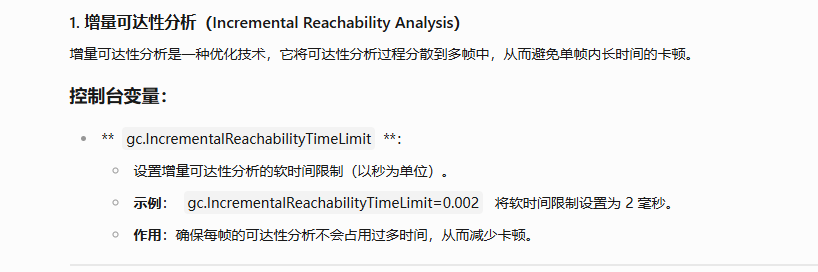 1. 增量可达性分析（Incremental Reachability Analysis）
增量可达性分析是一种优化技术，它将可达性分析过程分散到多帧中，从而避免单帧内长时间的卡顿。
控制台变量：
** gc.IncrementalReachabilityTimeLimit **：
设置增量可达性分析的软时间限制（以秒为单位）。
示例： gc.IncrementalReachabilityTimeLimit=0.002 将软时间限制设置为 2 毫秒。
作用：确保每帧的可达性分析不会占用过多时间，从而减少卡顿。